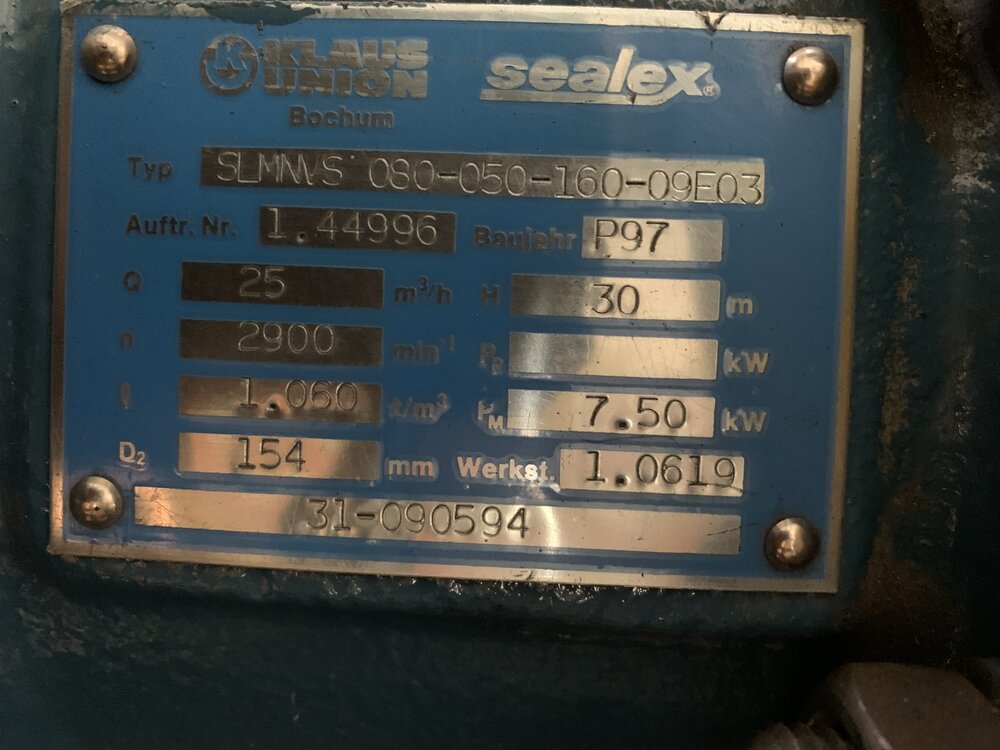 K KLAUS UNION sealex®
Bochum
Typ SLMNVS 080-050-160-09E03
Auftr. Nr. 1.44996 Baujahr P97
Q 25 m³/h H 30 m
n 2900 min⁻¹ P kW
1.060 t/m³ P_M 7.50 kW
D₂ 154 mm Werkst. 1.0619
31-090594